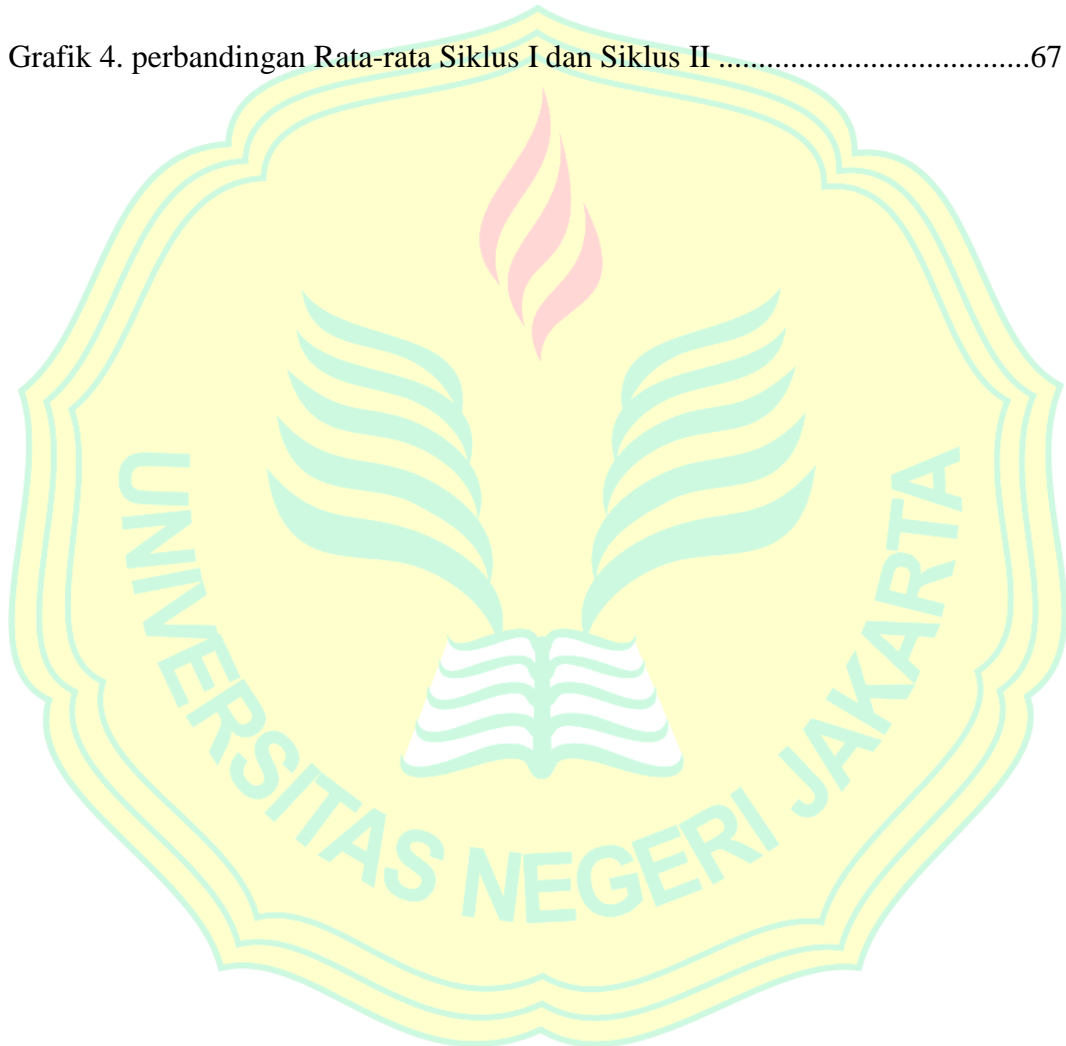 Grafik 4. perbandingan Rata-rata Siklus I dan Siklus II ........................................67
UNIVERSITAS NEGERI JAKARTA